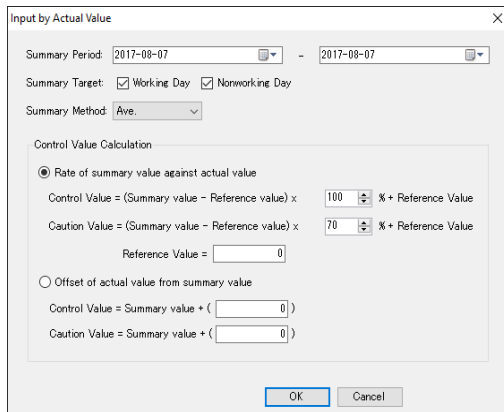 Input by Actual Value
Summary Period: 2017-08-07 - 2017-08-07
Summary Target: Working Day Nonworking Day
Summary Method: Ave.
Control Value Calculation
Rate of summary value against actual value
Control Value = (Summary value - Reference value) x 100 % + Reference Value
Caution Value = (Summary value - Reference value) x 70 % + Reference Value
Reference Value = 0
Offset of actual value from summary value
Control Value = Summary value + ( 0 )
Caution Value = Summary value + ( 0 )
OK Cancel